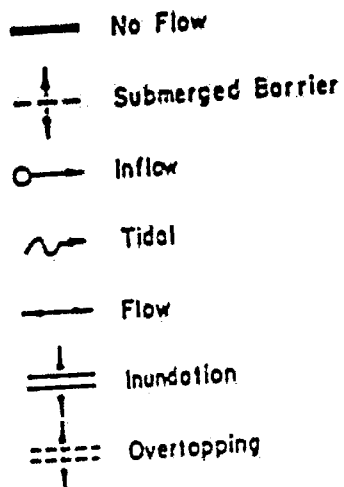 No Flow
Submerged Barrier
Inflow
Tidal
Flow
Inundation
Overtopping